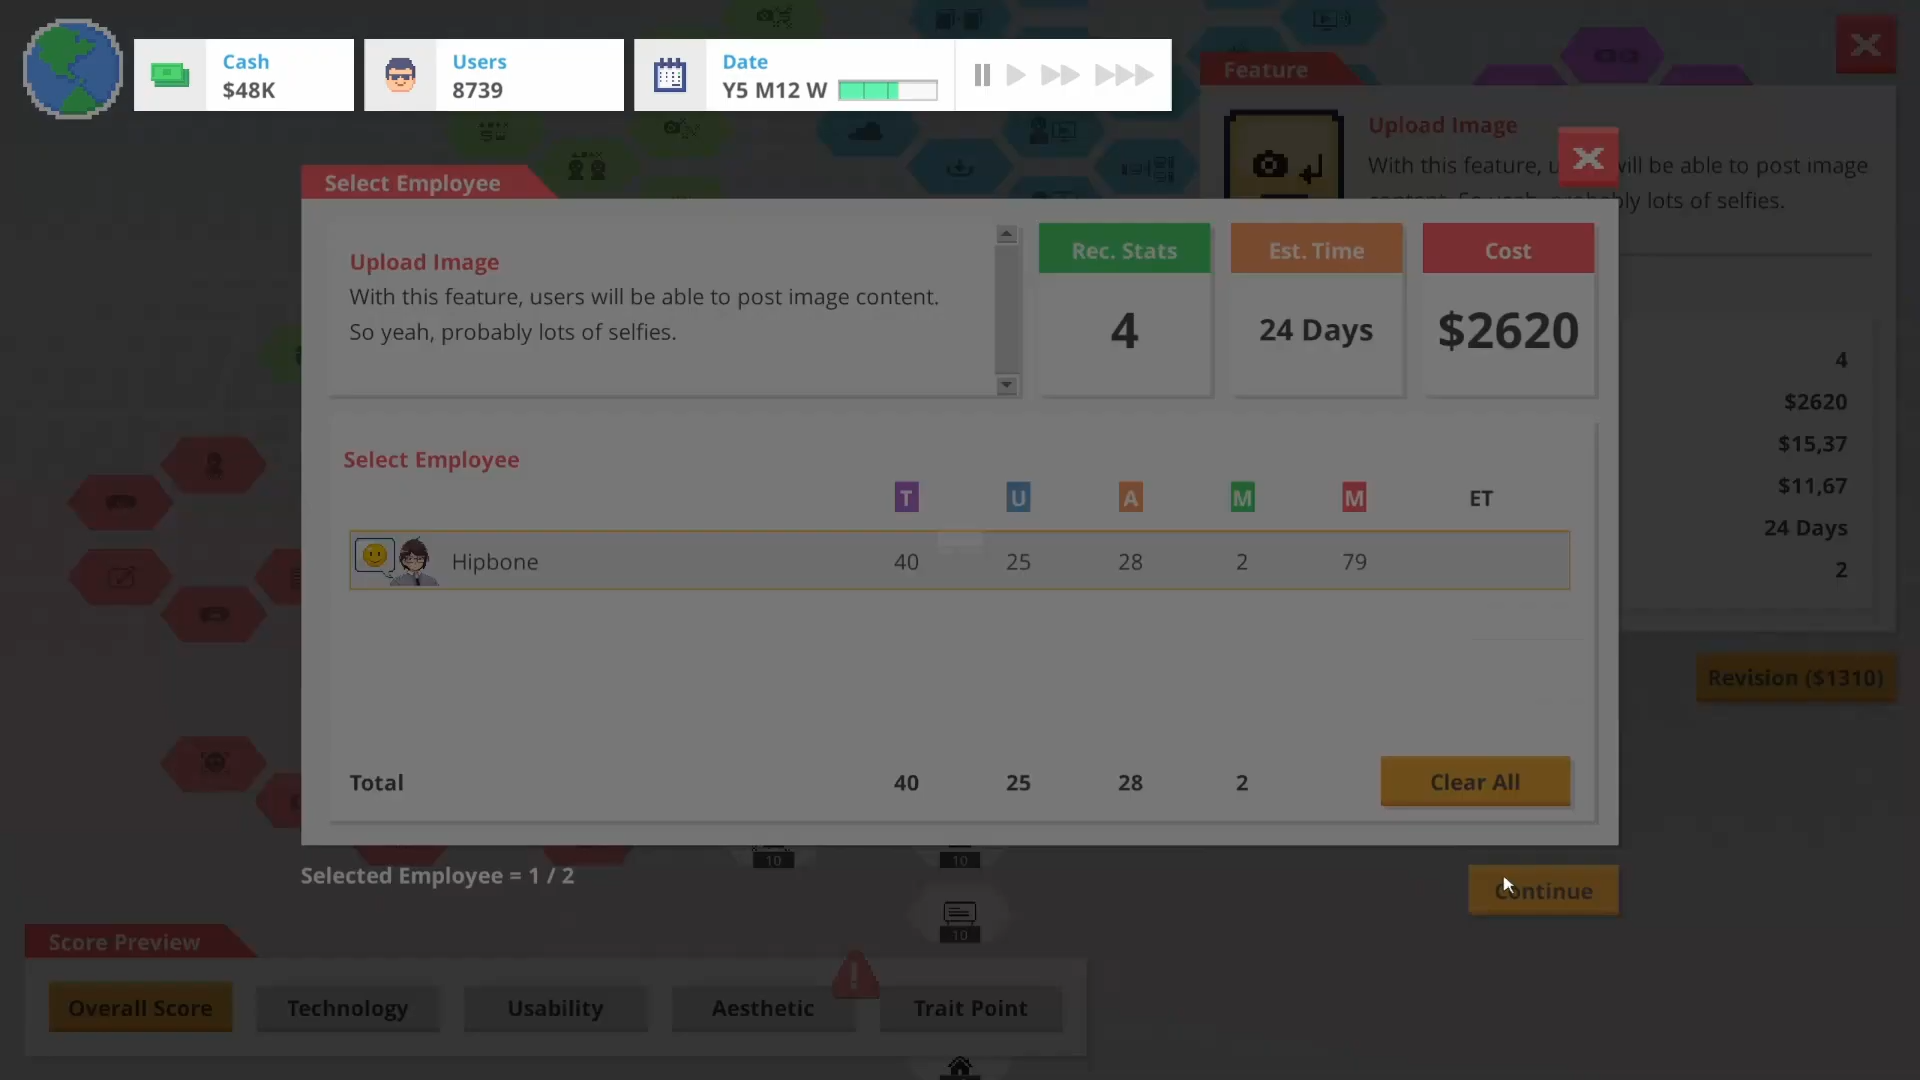 Cash
$48K
Users
8739
Date
Y5 M12 W
Feature
Upload Image
With this feature, u will be able to post image
bly lots of selfies.
Select Employee
Upload Image
With this feature, users will be able to post image content.
So yeah, probably lots of selfies.
Rec. Stats
4
Est. Time
24 Days
Cost
$2620
4
$2620
$15,37
$11,67
24 Days
2
Select Employee
T U A M M ET
Hipbone 40 25 28 2 79
Revision ($1310)
Total 40 25 28 2
Clear All
10
10
Selected Employee = 1 / 2
Continue
10
Score Preview
Overall Score
Technology
Usability
Aesthetic
Trait Point